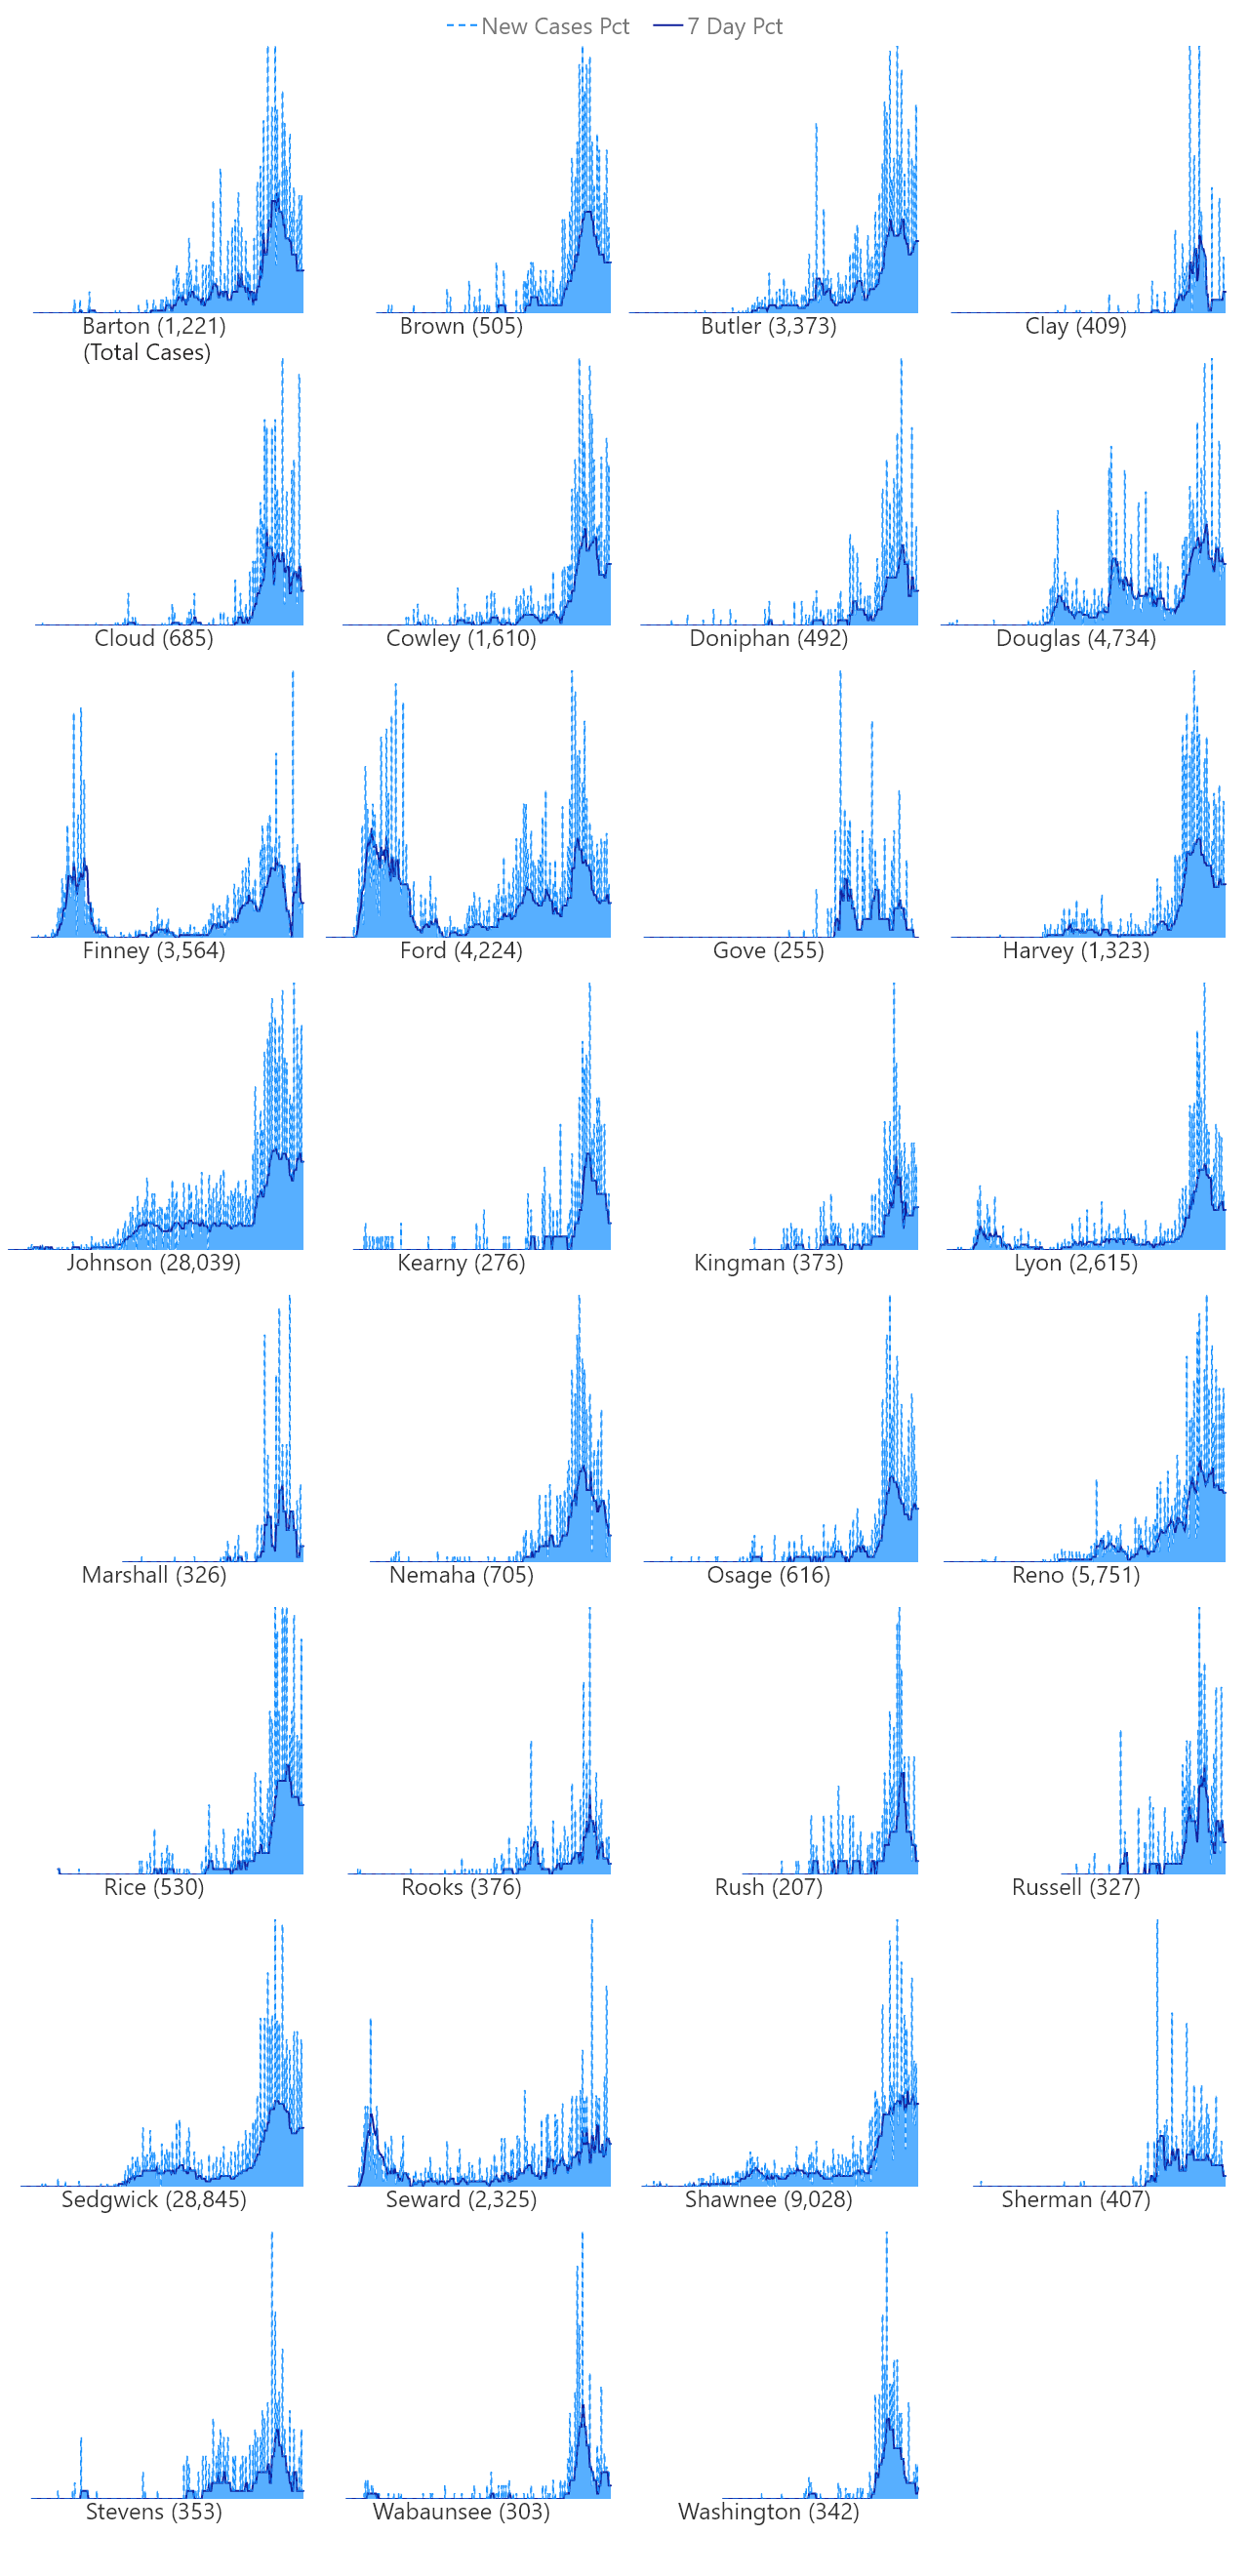 New Cases Pct 7 Day Pct
Barton (1,221) Brown (505) Butler (3,373) Clay (409)
(Total Cases)
Cloud (685) Cowley (1,610) Doniphan (492) Douglas (4,734)
Finney (3,564) Ford (4,224) Gove (255) Harvey (1,323)
Johnson (28,039) Kearny (276) Kingman (373) Lyon (2,615)
Marshall (326) Nemaha (705) Osage (616) Reno (5,751)
Rice (530) Rooks (376) Rush (207) Russell (327)
Sedgwick (28,845) Seward (2,325) Shawnee (9,028) Sherman (407)
Stevens (353) Wabaunsee (303) Washington (342)